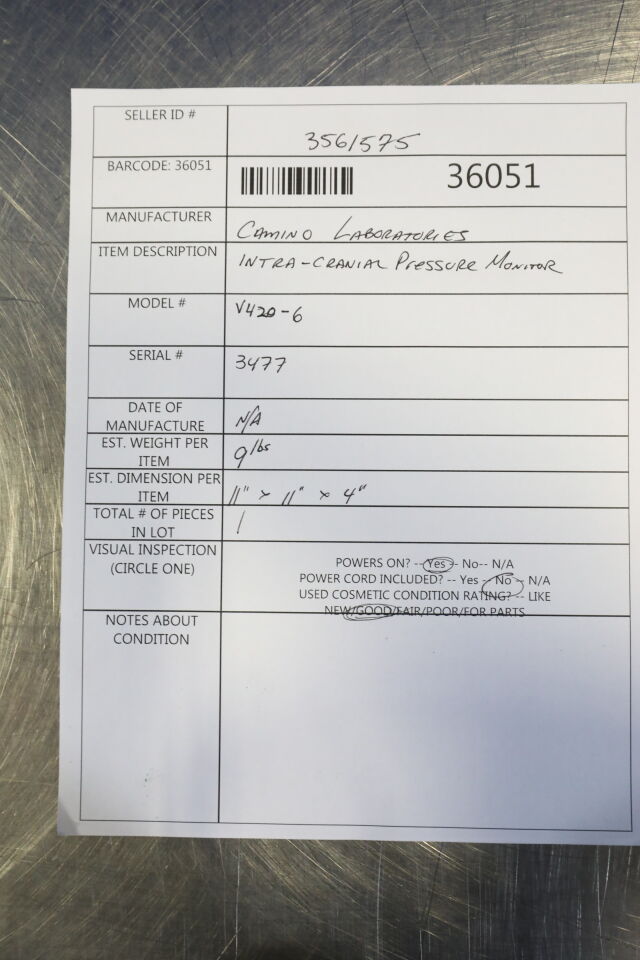 SELLER ID #
3561575
BARCODE: 36051
36051
MANUFACTURER
CAMINO LABORATORIES
ITEM DESCRIPTION
INTRA-CRANIAL PRESSURE MONITOR
MODEL #
V420-6
SERIAL #
3477
DATE OF
MANUFACTURE
N/A
EST. WEIGHT PER
ITEM
9 lbs
EST. DIMENSION PER
ITEM
11" x 11" x 4"
TOTAL # OF PIECES
IN LOT
1
VISUAL INSPECTION
(CIRCLE ONE)
POWERS ON? --Yes-- No-- N/A
POWER CORD INCLUDED? -- Yes -- No -- N/A
USED COSMETIC CONDITION RATING? -- LIKE
NEW/GOOD/FAIR/POOR/FOR PARTS
NOTES ABOUT
CONDITION